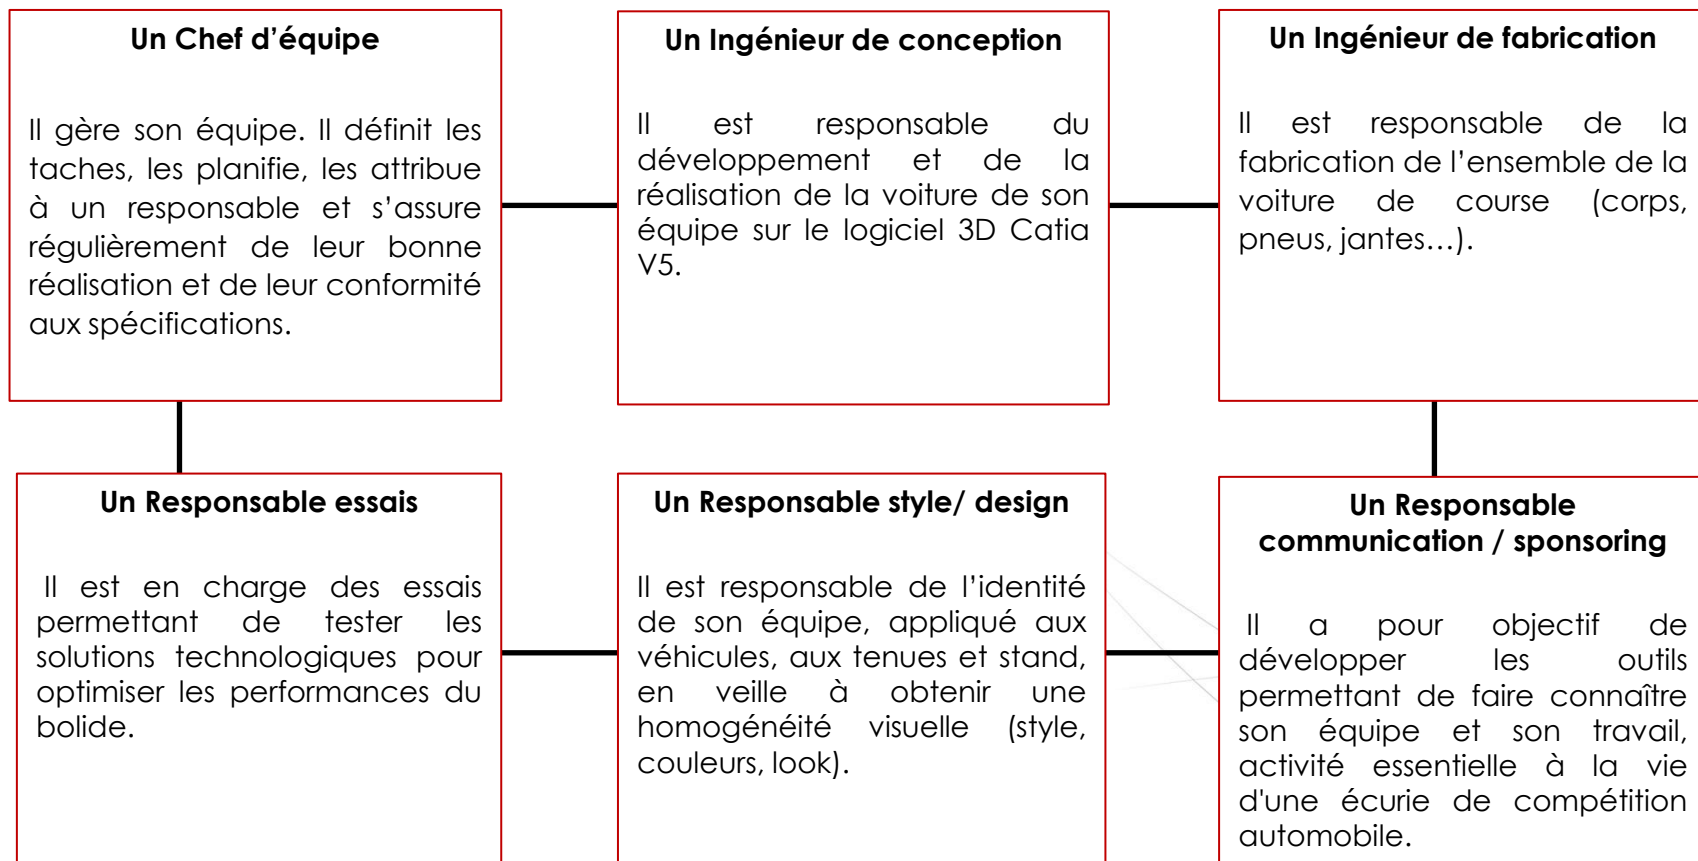 Un Chef d’équipe
Il gère son équipe. Il définit les
taches, les planifie, les attribue
à un responsable et s’assure
régulièrement de leur bonne
réalisation et de leur conformité
aux spécifications.
Un Ingénieur de conception
Il est responsable du
développement et de la
réalisation de la voiture de son
équipe sur le logiciel 3D Catia
V5.
Un Ingénieur de fabrication
Il est responsable de la
fabrication de l’ensemble de la
voiture de course (corps,
pneus, jantes…).
Un Responsable essais
Il est en charge des essais
permettant de tester les
solutions technologiques pour
optimiser les performances du
bolide.
Un Responsable style/ design
Il est responsable de l’identité
de son équipe, appliqué aux
véhicules, aux tenues et stand,
en veille à obtenir une
homogénéité visuelle (style,
couleurs, look).
Un Responsable
communication / sponsoring
Il a pour objectif de
développer les outils
permettant de faire connaître
son équipe et son travail,
activité essentielle à la vie
d'une écurie de compétition
automobile.